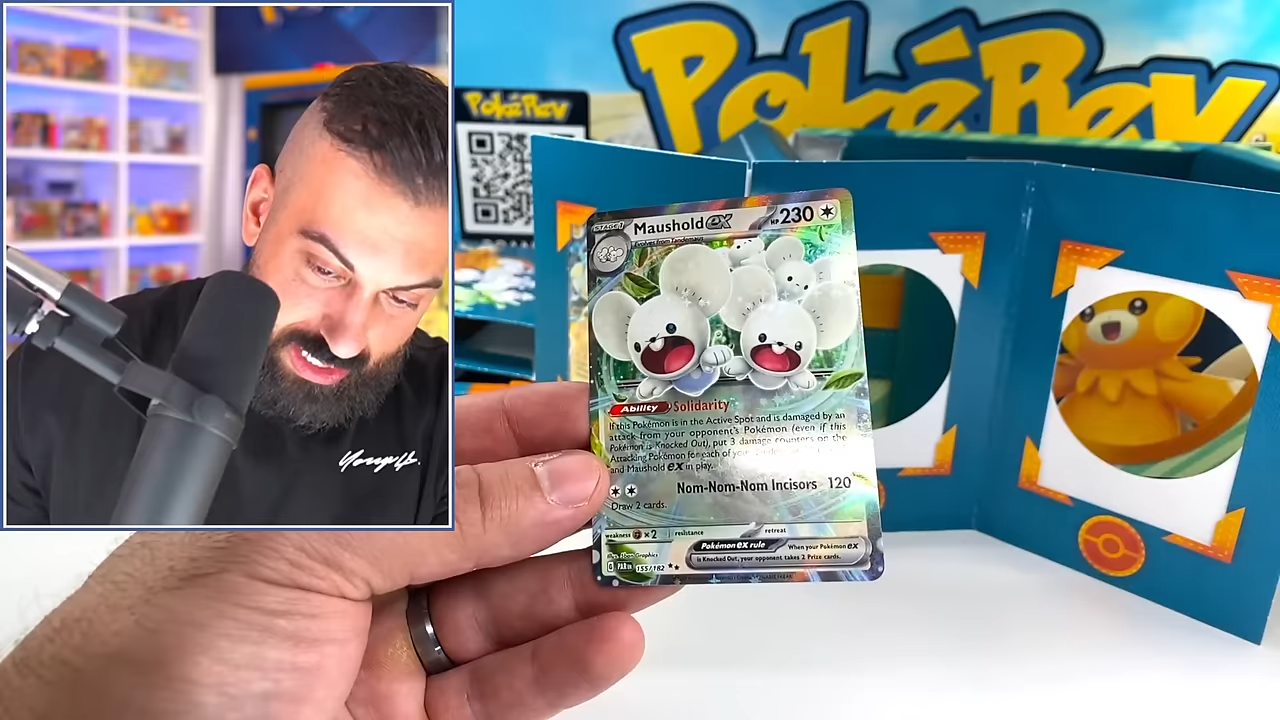 PokéRev
PokéRev
STAGE 1
Maushold ex
HP 230
Evolves from Tandemaus
Ability Solidarity
If this Pokémon is in the Active Spot and is damaged by an
attack from your opponent's Pokémon (even if this
Pokémon is Knocked Out), put 3 damage counters on the
Attacking Pokémon for each of your
and Maushold ex in play.
Nom-Nom-Nom Incisors 120
Draw 2 cards.
weakness ×2 resistance retreat
Pokémon ex rule
When your Pokémon ex
is Knocked Out, your opponent takes 2 Prize cards.
G PAR EN 155/182